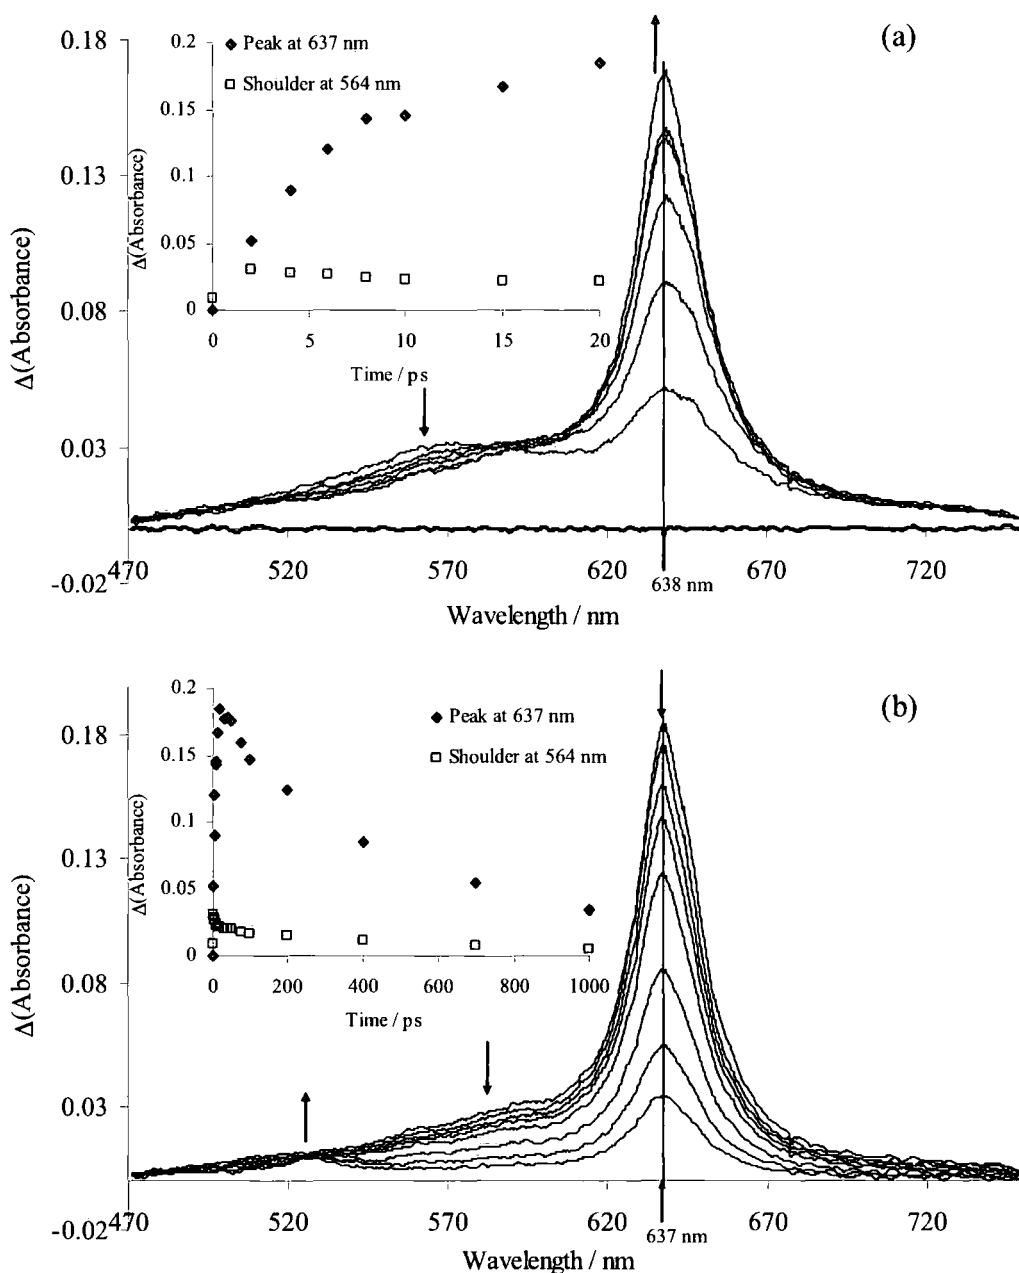 (a)
0.18
0.13
0.08
0.03
-0.02
Δ(Absorbance)
470 520 570 620 670 720
638 nm
Wavelength / nm
0.2
0.15
0.1
0.05
0
Δ(Absorbance)
Peak at 637 nm
Shoulder at 564 nm
0 5 10 15 20
Time / ps
(b)
0.18
0.13
0.08
0.03
-0.02
Δ(Absorbance)
470 520 570 620 670 720
637 nm
Wavelength / nm
0.2
0.15
0.1
0.05
0
Δ(Absorbance)
Peak at 637 nm
Shoulder at 564 nm
0 200 400 600 800 1000
Time / ps